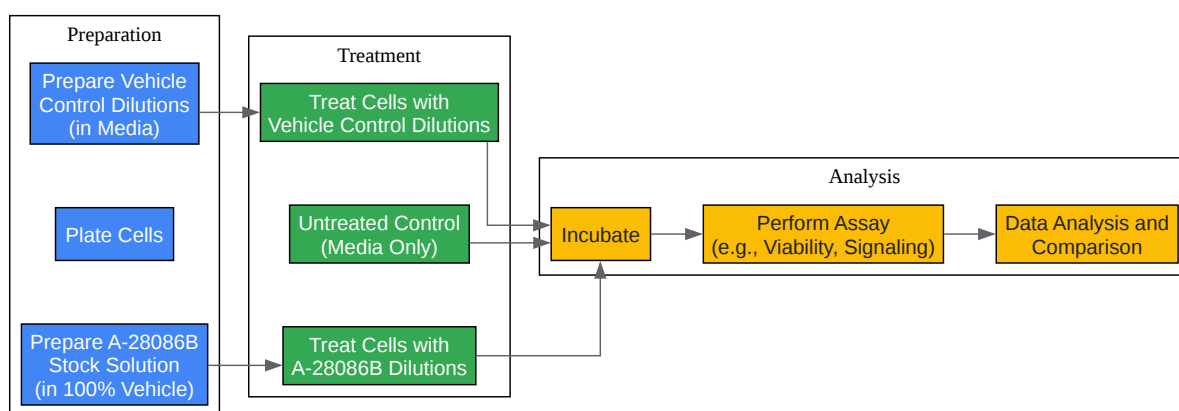 Preparation
Prepare Vehicle
Control Dilutions
(in Media)
Plate Cells
Prepare A-28086B
Stock Solution
(in 100% Vehicle)
Treatment
Treat Cells with
Vehicle Control Dilutions
Untreated Control
(Media Only)
Treat Cells with
A-28086B Dilutions
Analysis
Incubate
Perform Assay
(e.g., Viability, Signaling)
Data Analysis and
Comparison